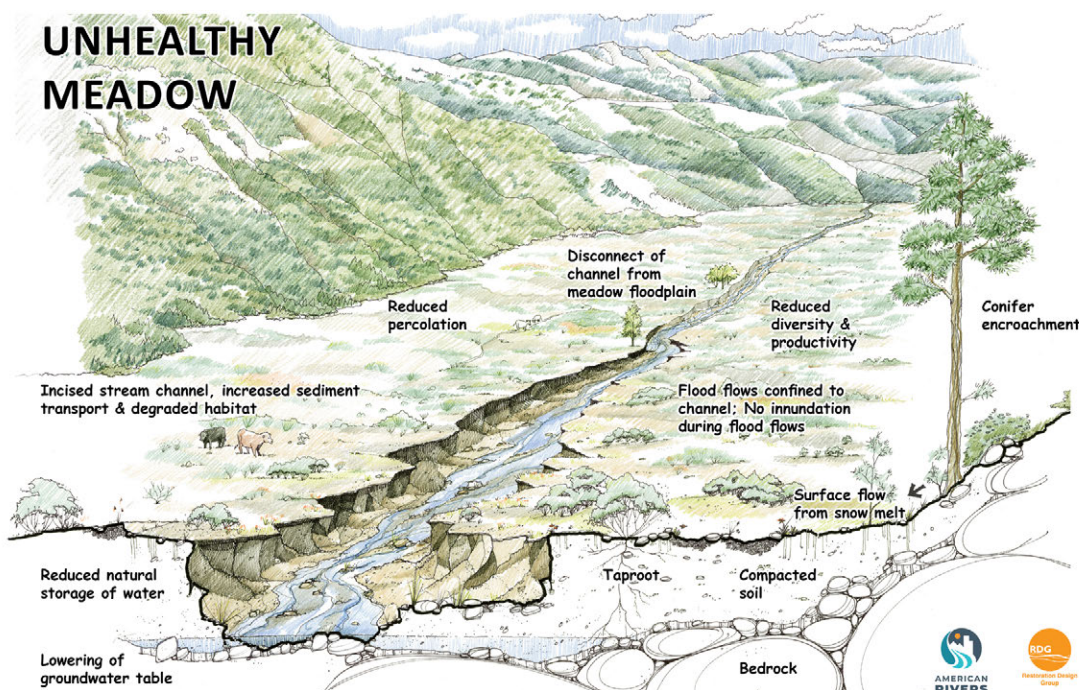 UNHEALTHY
MEADOW
Disconnect of
channel from
meadow floodplain
Reduced
percolation
Reduced
diversity &
productivity
Conifer
encroachment
Incised stream channel, increased sediment
transport & degraded habitat
Flood flows confined to
channel; No innundation
during flood flows
Surface flow
from snow melt
Reduced natural
storage of water
Taproot
Compacted
soil
Lowering of
groundwater table
Bedrock
AMERICAN
RIVERS
RDG
Restoration Design
Group